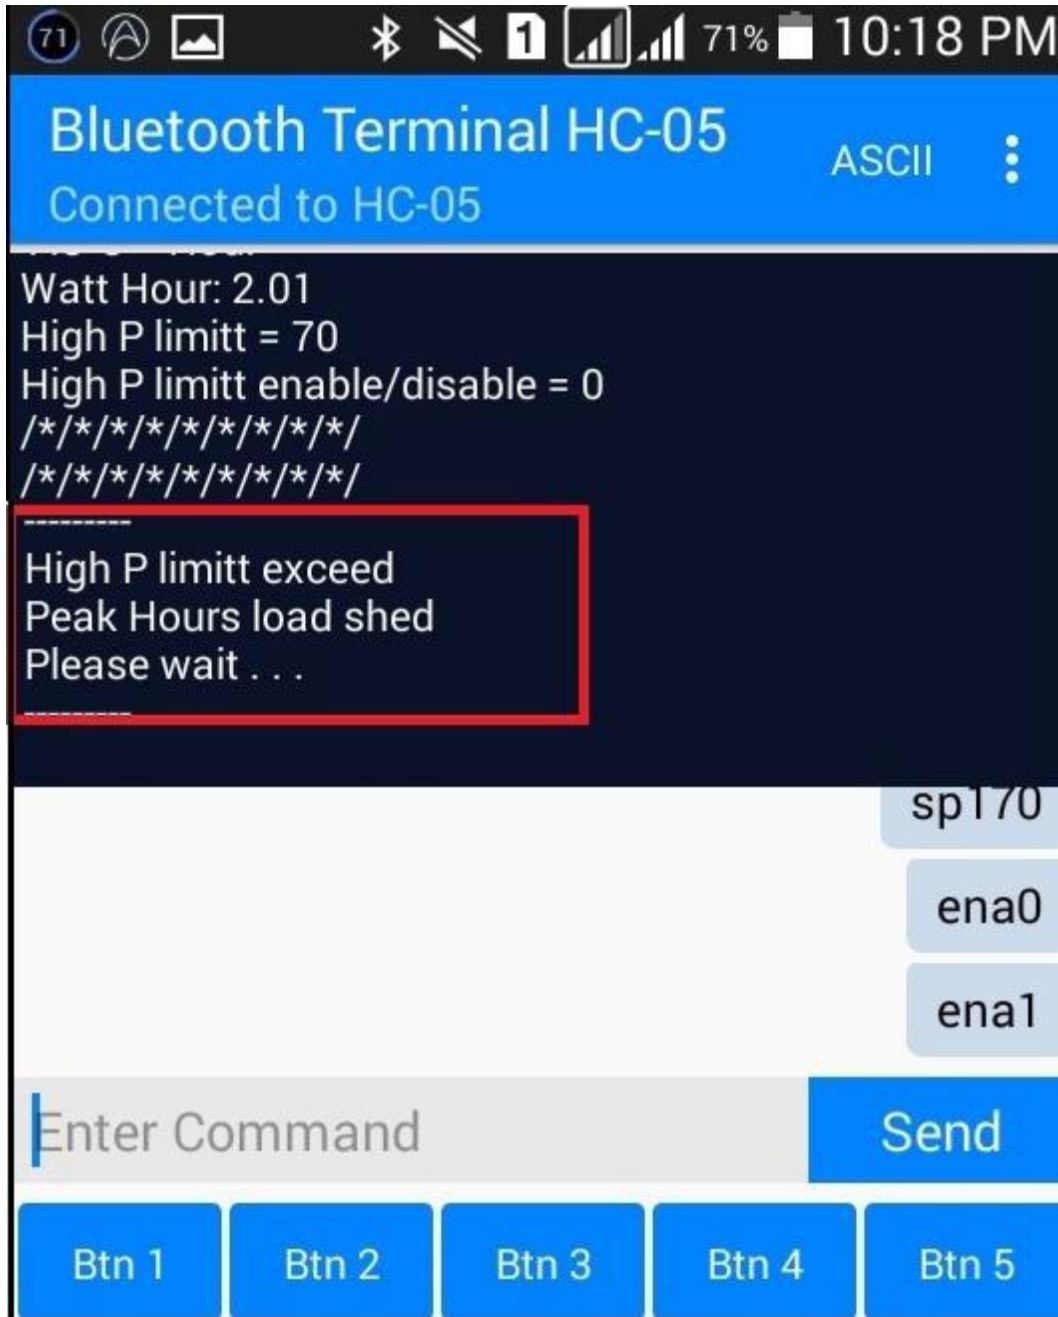 71 1 71% 10:18 PM
Bluetooth Terminal HC-05
ASCII
Connected to HC-05
Watt Hour: 2.01
High P limitt = 70
High P limitt enable/disable = 0
/*/*/*/*/*/*/*/*/*/
/*/*/*/*/*/*/*/*/*/
---------
High P limitt exceed
Peak Hours load shed
Please wait . . .
---------
sp170
ena0
ena1
Enter Command
Send
Btn 1 Btn 2 Btn 3 Btn 4 Btn 5